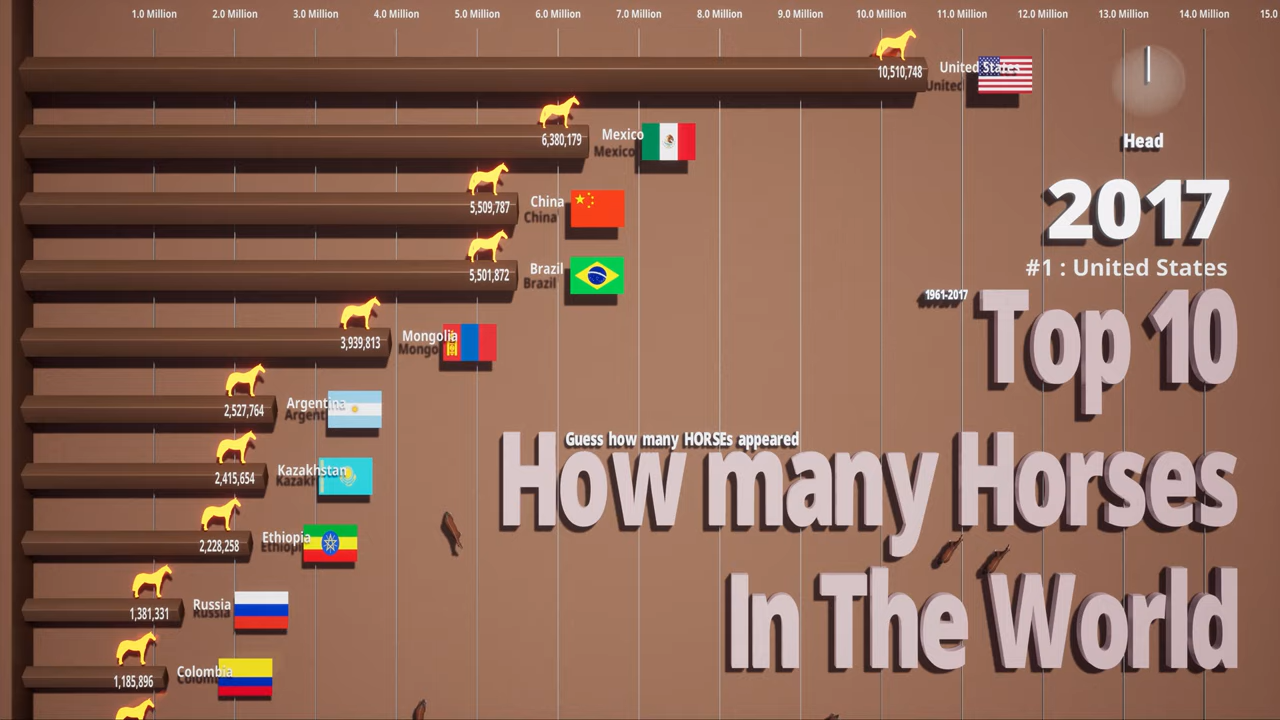 1.0 Million 2.0 Million 3.0 Million 4.0 Million 5.0 Million 6.0 Million 7.0 Million 8.0 Million 9.0 Million 10.0 Million 11.0 Million 12.0 Million 13.0 Million 14.0 Million 15.0
10,510,748 United States
6,380,179 Mexico
5,509,787 China
5,501,872 Brazil
3,939,813 Mongolia
2,527,764 Argentina
2,415,654 Kazakhstan
2,228,258 Ethiopia
1,381,331 Russia
1,185,896 Colombia
Head
2017
#1 : United States
1961-2017
Top 10
Guess how many HORSEs appeared
How many Horses
In The World